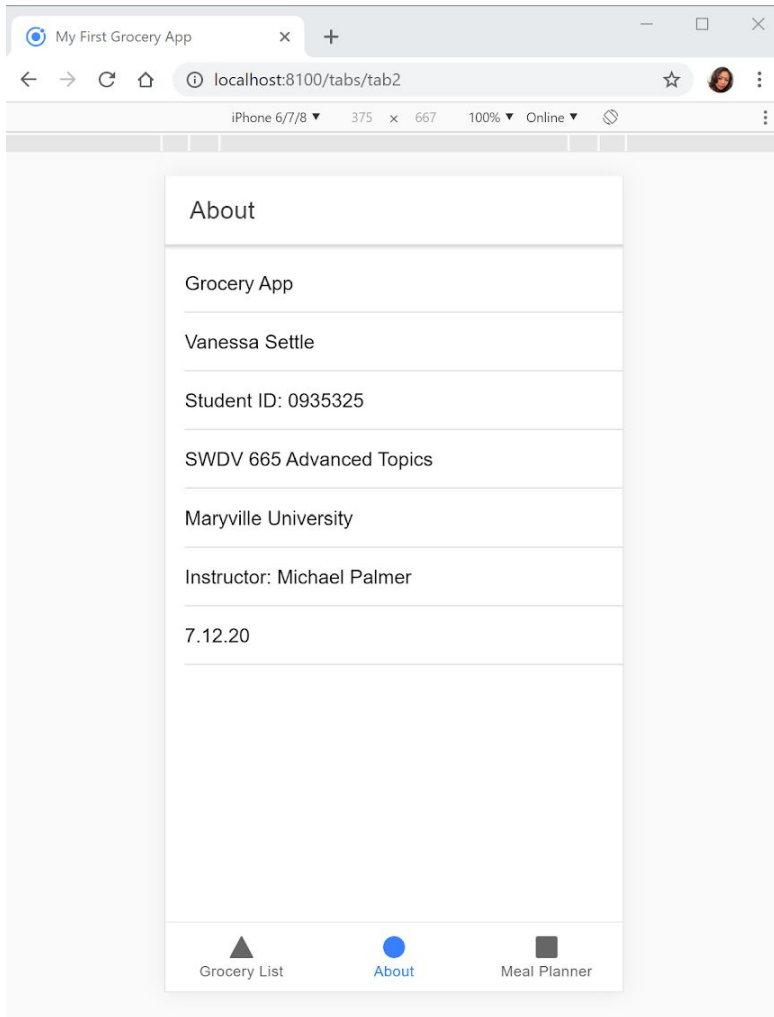 My First Grocery App
localhost:8100/tabs/tab2
iPhone 6/7/8 ▼ 375 x 667 100% ▼ Online ▼
About
Grocery App
Vanessa Settle
Student ID: 0935325
SWDV 665 Advanced Topics
Maryville University
Instructor: Michael Palmer
7.12.20
Grocery List About Meal Planner